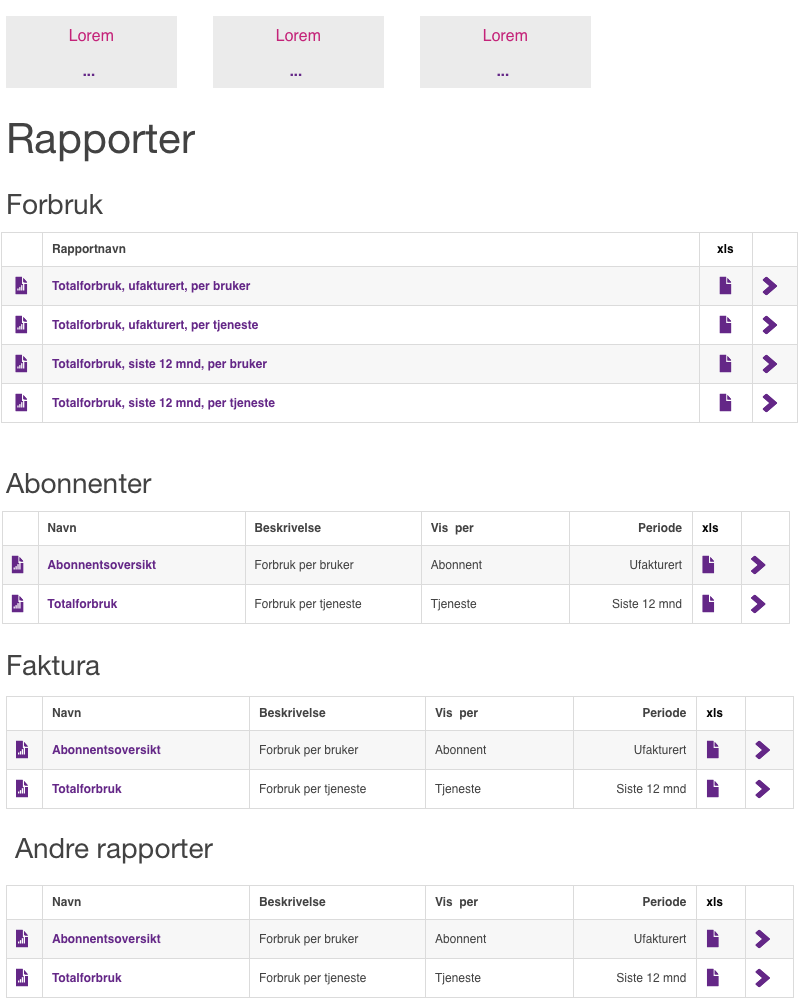 Lorem Lorem Lorem
... ... ...
Rapporter
Forbruk
Rapportnavn xls
Totalforbruk, ufakturert, per bruker
Totalforbruk, ufakturert, per tjeneste
Totalforbruk, siste 12 mnd, per bruker
Totalforbruk, siste 12 mnd, per tjeneste
Abonnenter
Navn Beskrivelse Vis per Periode xls
Abonnentsoversikt Forbruk per bruker Abonnent Ufakturert
Totalforbruk Forbruk per tjeneste Tjeneste Siste 12 mnd
Faktura
Navn Beskrivelse Vis per Periode xls
Abonnentsoversikt Forbruk per bruker Abonnent Ufakturert
Totalforbruk Forbruk per tjeneste Tjeneste Siste 12 mnd
Andre rapporter
Navn Beskrivelse Vis per Periode xls
Abonnentsoversikt Forbruk per bruker Abonnent Ufakturert
Totalforbruk Forbruk per tjeneste Tjeneste Siste 12 mnd